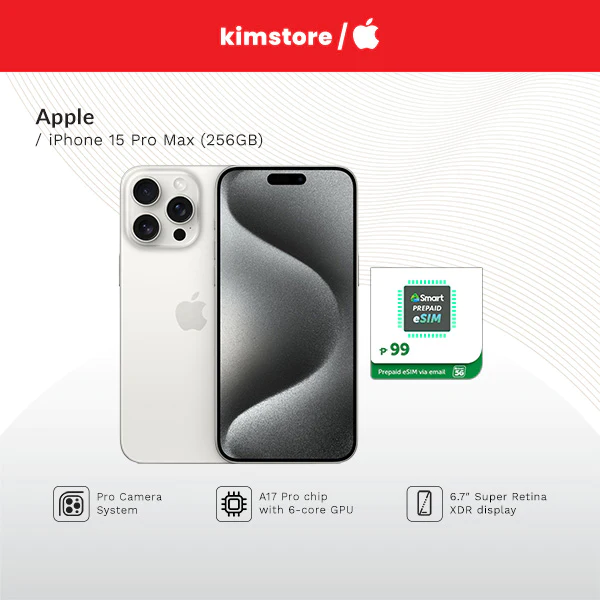 kimstore /
Apple
/ iPhone 15 Pro Max (256GB)
Smart
PREPAID
eSIM
₱ 99
Prepaid eSIM via email
5G
Pro Camera
System
A17 Pro chip
with 6-core GPU
6.7" Super Retina
XDR display